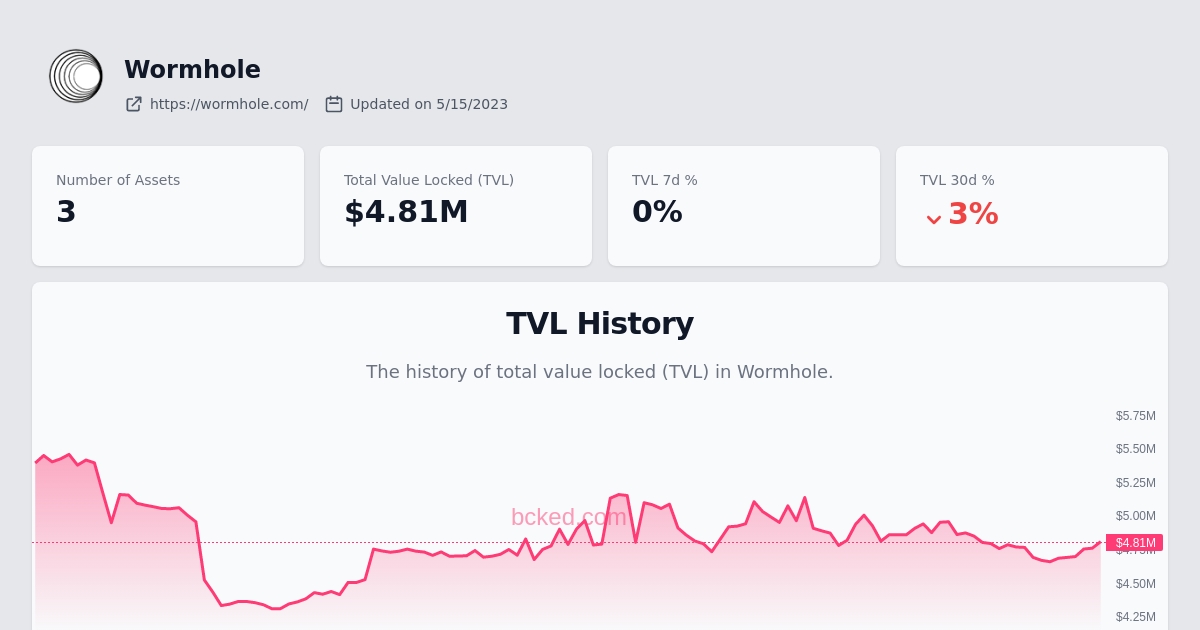 Wormhole
https://wormhole.com/ Updated on 5/15/2023
Number of Assets
3
Total Value Locked (TVL)
$4.81M
TVL 7d %
0%
TVL 30d %
3%
TVL History
The history of total value locked (TVL) in Wormhole.
bcked.com
$5.75M
$5.50M
$5.25M
$5.00M
$4.81M
$4.75M
$4.50M
$4.25M